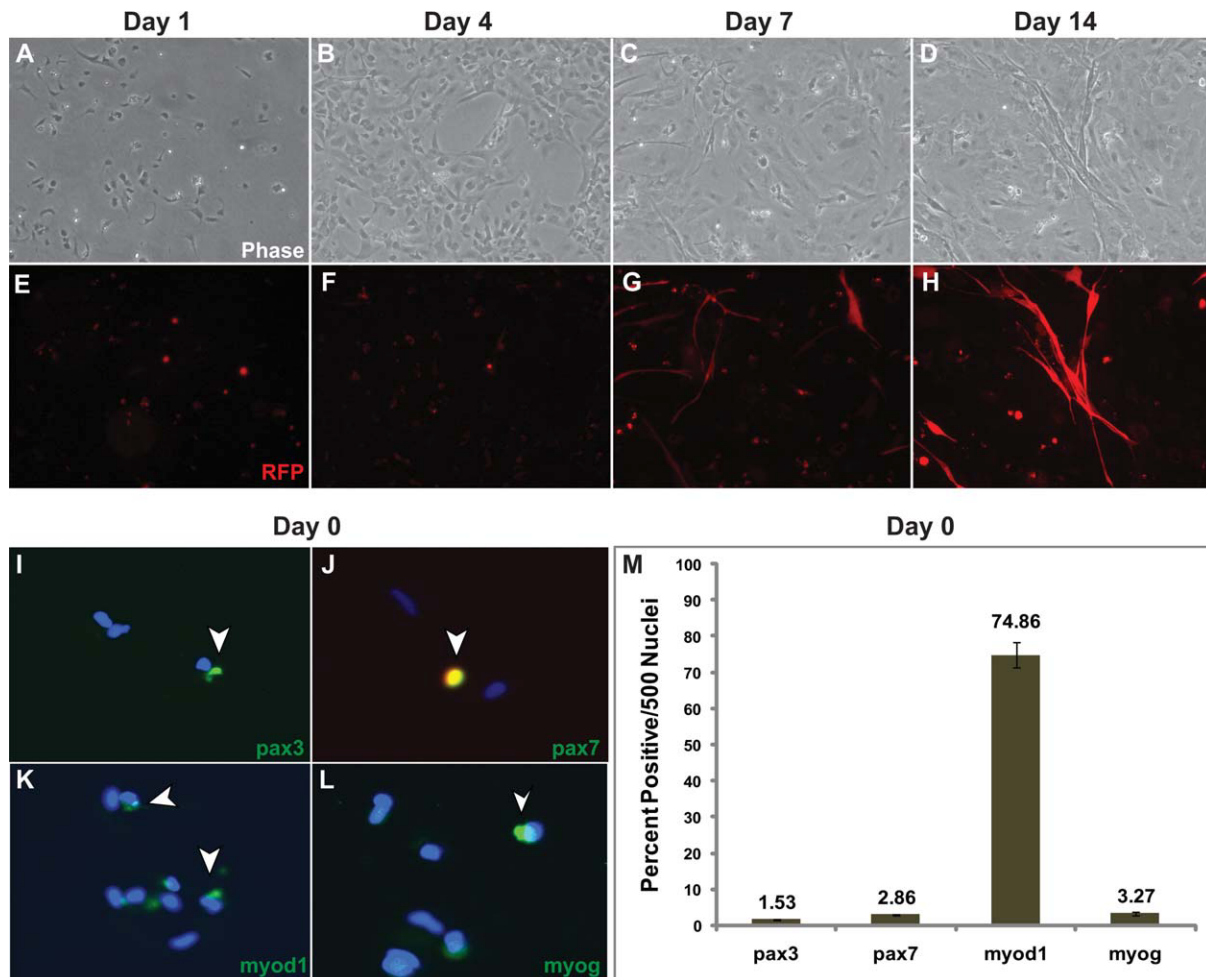 Day 1 Day 4 Day 7 Day 14
A B C D
Phase
E F G H
RFP
Day 0 Day 0
I J
pax3 pax7
K L
myod1 myog
M
Percent Positive/500 Nuclei
100
90
80
70
60
50
40
30
20
10
0
1.53 2.86 74.86 3.27
pax3 pax7 myod1 myog